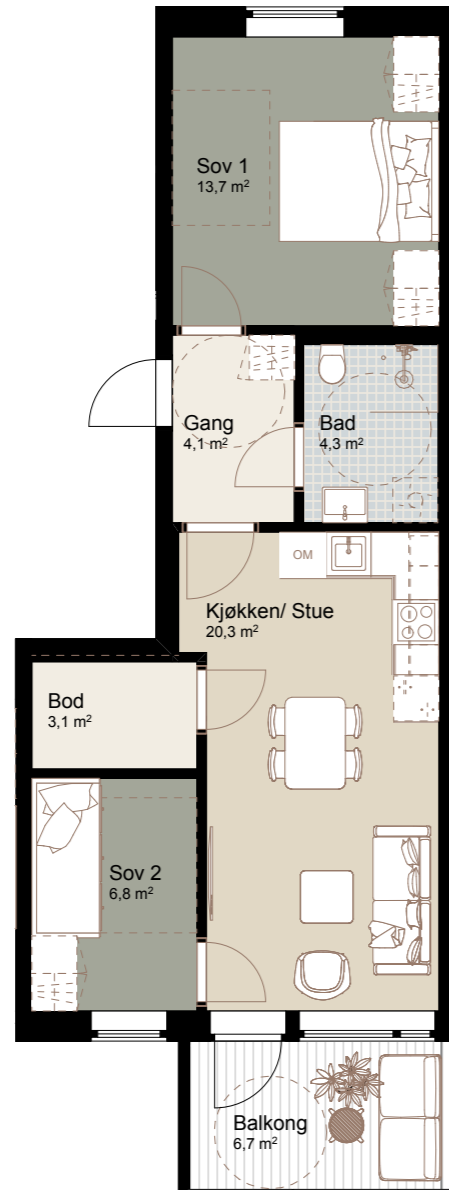 Sov 1
13,7 m²
Gang
4,1 m²
Bad
4,3 m²
OM
Kjøkken/ Stue
20,3 m²
Bod
3,1 m²
Sov 2
6,8 m²
Balkong
6,7 m²